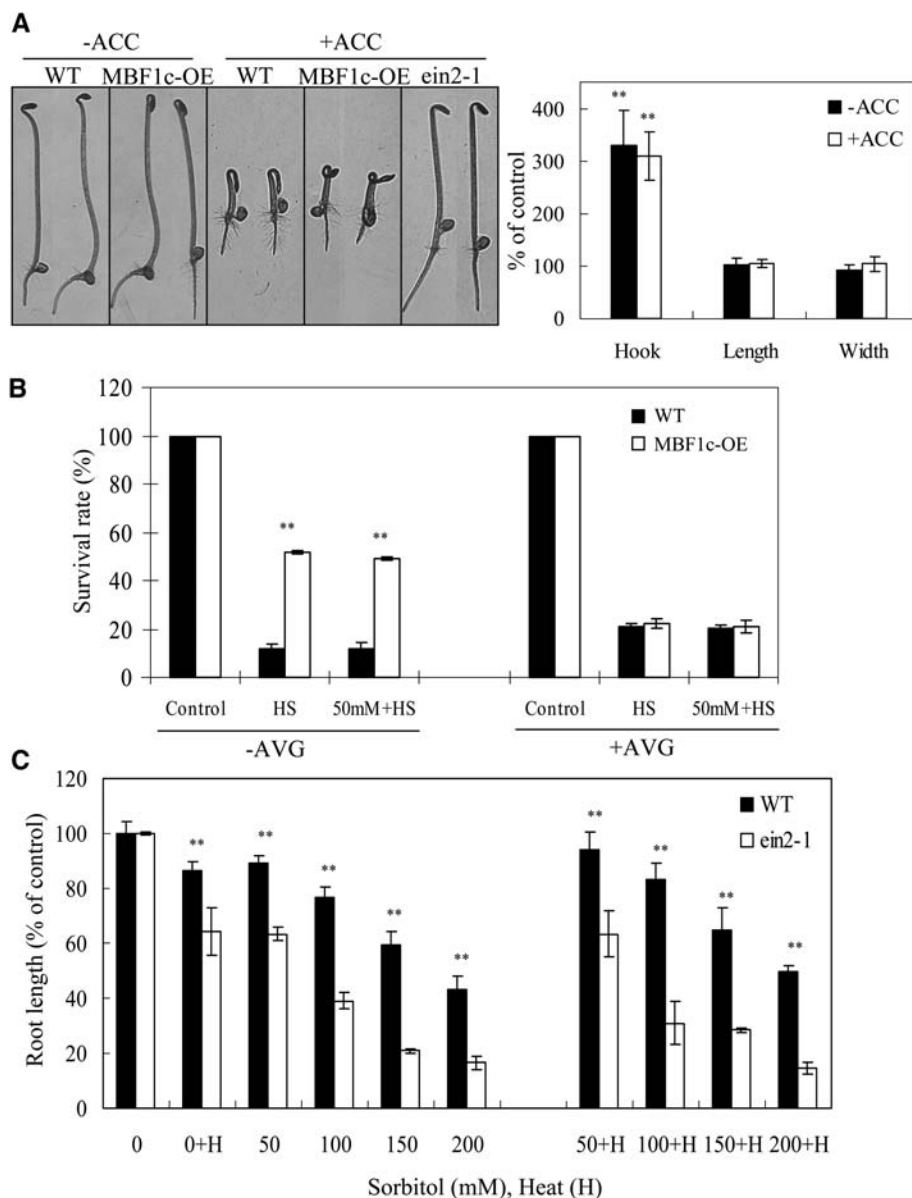 A
-ACC +ACC
WT MBF1c-OE WT MBF1c-OE ein2-1
** **
-ACC
+ACC
% of control
400
300
200
100
0
Hook Length Width
B
Survival rate (%)
120
100
80
60
40
20
0
WT
MBF1c-OE
** **
Control HS 50mM+HS Control HS 50mM+HS
-AVG +AVG
C
Root length (% of control)
120
100
80
60
40
20
0
WT
ein2-1
** ** ** ** ** ** ** ** **
0 0+H 50 100 150 200 50+H 100+H 150+H 200+H
Sorbitol (mM), Heat (H)